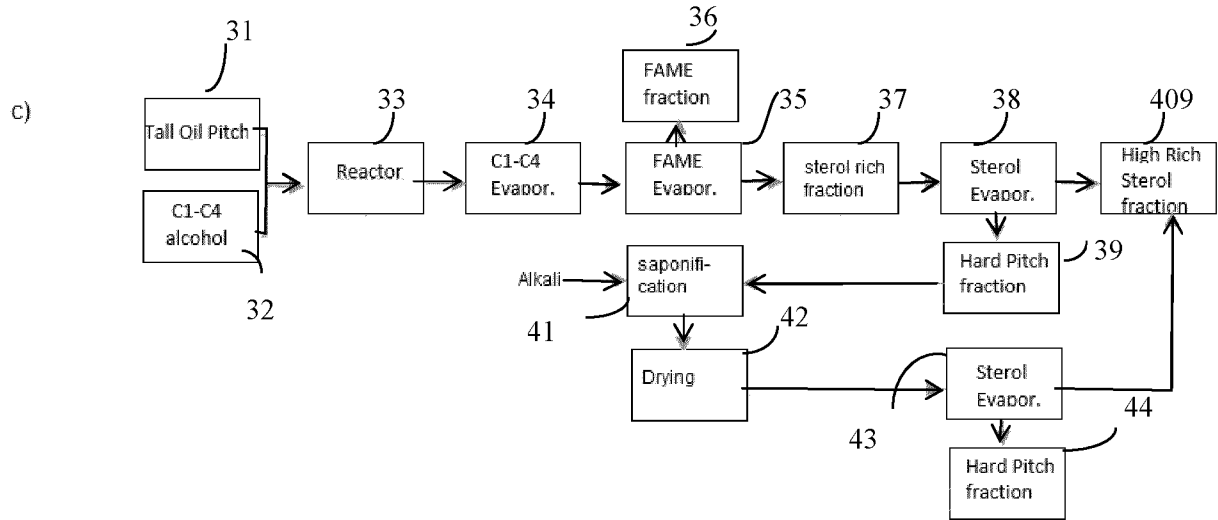 31
36
FAME
fraction
c)
33
34
35
37
38
409
Tall Oil Pitch
Reactor
C1-C4
Evapor.
FAME
Evapor.
sterol rich
fraction
Sterol
Evapor.
High Rich
Sterol
fraction
C1-C4
alcohol
32
Alkali
saponifi-
cation
Hard Pitch
fraction
39
41
42
Drying
Sterol
Evapor.
43
44
Hard Pitch
fraction